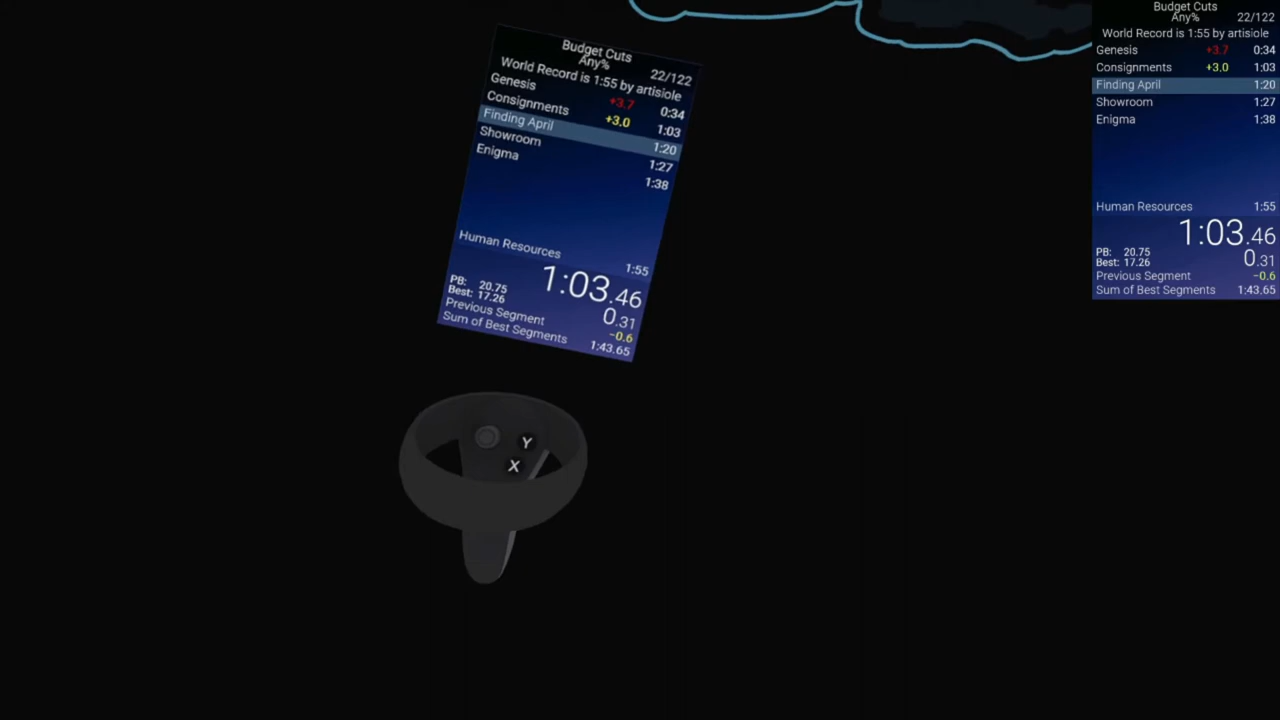 Budget Cuts
Any%
22/122
World Record is 1:55 by artisiole
Genesis +3.7 0:34
Consignments +3.0 1:03
Finding April 1:20
Showroom 1:27
Enigma 1:38
Human Resources 1:55
1:03.46
PB: 20.75
Best: 17.26
0.31
Previous Segment -0.6
Sum of Best Segments 1:43.65
Y
X
Budget Cuts
Any%
22/122
World Record is 1:55 by artisiole
Genesis +3.7 0:34
Consignments +3.0 1:03
Finding April 1:20
Showroom 1:27
Enigma 1:38
Human Resources 1:55
1:03.46
PB: 20.75
Best: 17.26
0.31
Previous Segment -0.6
Sum of Best Segments 1:43.65